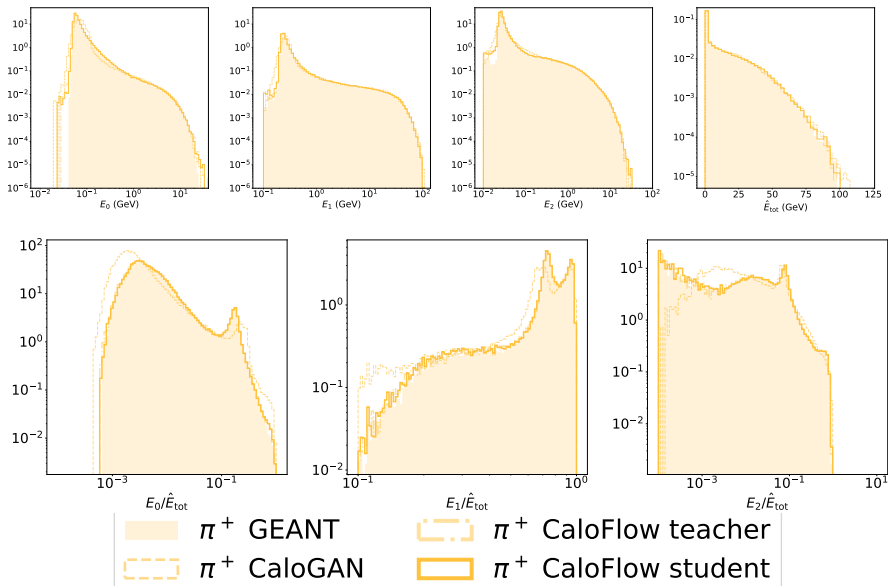 10¹ 10⁰ 10⁻¹ 10⁻² 10⁻³ 10⁻⁴ 10⁻⁵ 10⁻⁶
10⁻² 10⁻¹ 10⁰ 10¹
E₀ (GeV)
10¹ 10⁰ 10⁻¹ 10⁻² 10⁻³ 10⁻⁴ 10⁻⁵ 10⁻⁶
10⁻¹ 10⁰ 10¹ 10²
E₁ (GeV)
10¹ 10⁰ 10⁻¹ 10⁻² 10⁻³ 10⁻⁴ 10⁻⁵ 10⁻⁶
10⁻² 10⁻¹ 10⁰ 10¹ 10²
E₂ (GeV)
10⁻¹ 10⁻² 10⁻³ 10⁻⁴ 10⁻⁵
0 25 50 75 100 125
Ê_tot (GeV)
10² 10¹ 10⁰ 10⁻¹ 10⁻²
10⁻³ 10⁻¹
E₀/Ê_tot
10⁰ 10⁻¹ 10⁻²
10⁻¹ 10⁰
E₁/Ê_tot
10¹ 10⁰ 10⁻¹ 10⁻²
10⁻³ 10⁻¹ 10¹
E₂/Ê_tot
π⁺ GEANT
π⁺ CaloGAN
π⁺ CaloFlow teacher
π⁺ CaloFlow student